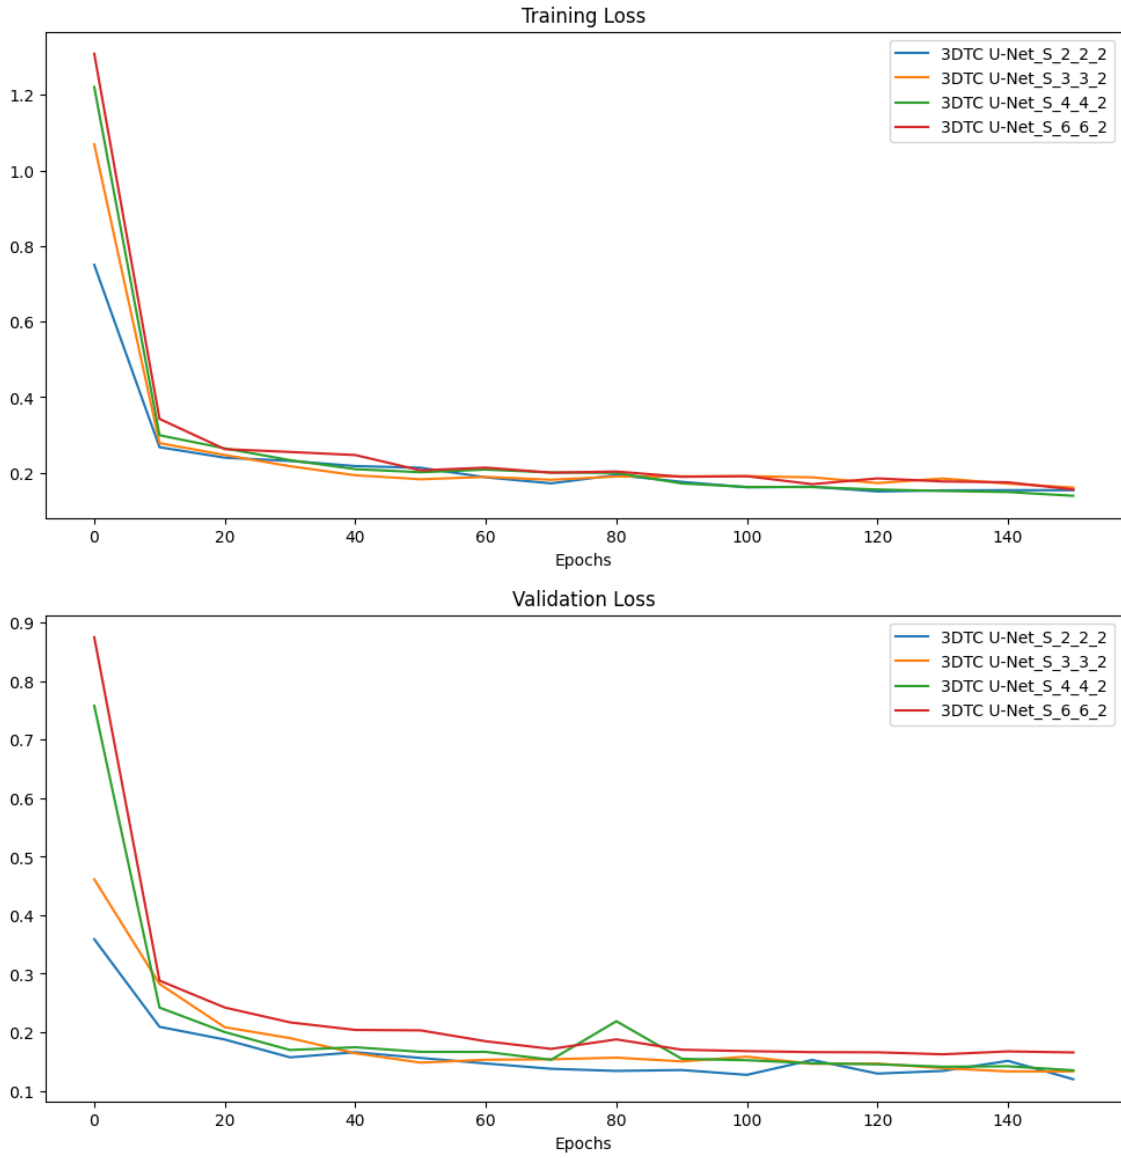 Training Loss
3DTC U-Net_S_2_2_2
3DTC U-Net_S_3_3_2
3DTC U-Net_S_4_4_2
3DTC U-Net_S_6_6_2
1.2
1.0
0.8
0.6
0.4
0.2
0 20 40 60 80 100 120 140
Epochs
Validation Loss
3DTC U-Net_S_2_2_2
3DTC U-Net_S_3_3_2
3DTC U-Net_S_4_4_2
3DTC U-Net_S_6_6_2
0.9
0.8
0.7
0.6
0.5
0.4
0.3
0.2
0.1
0 20 40 60 80 100 120 140
Epochs